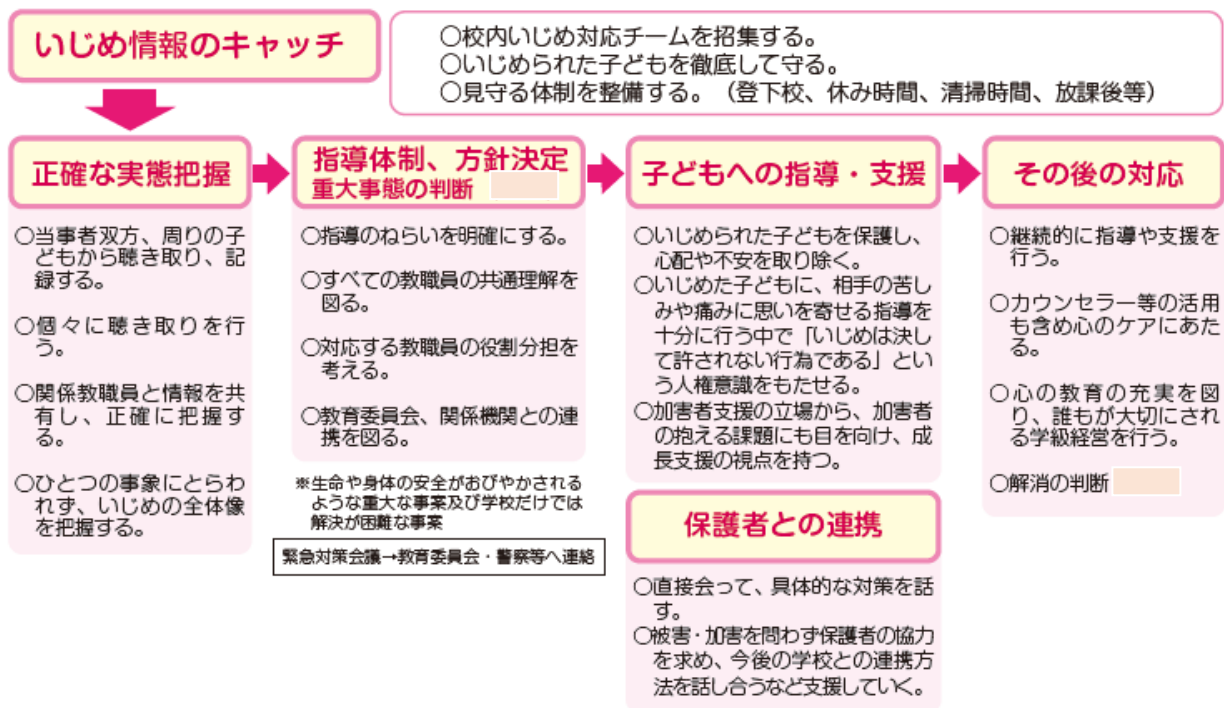 いじめ情報のキャッチ
○校内いじめ対応チームを招集する。
○いじめられた子どもを徹底して守る。
○見守る体制を整備する。（登下校、休み時間、清掃時間、放課後等）
正確な実態把握
○当事者双方、周りの子
どもから聴き取り、記
録する。
○個々に聴き取りを行
う。
○関係教職員と情報を共
有し、正確に把握す
る。
○ひとつの事象にとらわ
れず、いじめの全体像
を把握する。
指導体制、方針決定
重大事態の判断
○指導のねらいを明確にする。
○すべての教職員の共通理解を
図る。
○対応する教職員の役割分担を
考える。
○教育委員会、関係機関との連
携を図る。
※生命や身体の安全がおびやかされる
ような重大な事案及び学校だけでは
解決が困難な事案
緊急対策会議→教育委員会・警察等へ連絡
子どもへの指導・支援
○いじめられた子どもを保護し、
心配や不安を取り除く。
○いじめた子どもに、相手の苦し
みや痛みに思いを寄せる指導を
十分に行う中で「いじめは決し
て許されない行為である」とい
う人権意識をもたせる。
○加害者支援の立場から、加害者
の抱える課題にも目を向け、成
長支援の視点を持つ。
保護者との連携
○直接会って、具体的な対策を話
す。
○被害・加害を問わず保護者の協力
を求め、今後の学校との連携方
法を話し合うなど支援していく。
その後の対応
○継続的に指導や支援を
行う。
○カウンセラー等の活用
も含め心のケアにあた
る。
○心の教育の充実を図
り、誰もが大切にされ
る学級経営を行う。
○解消の判断